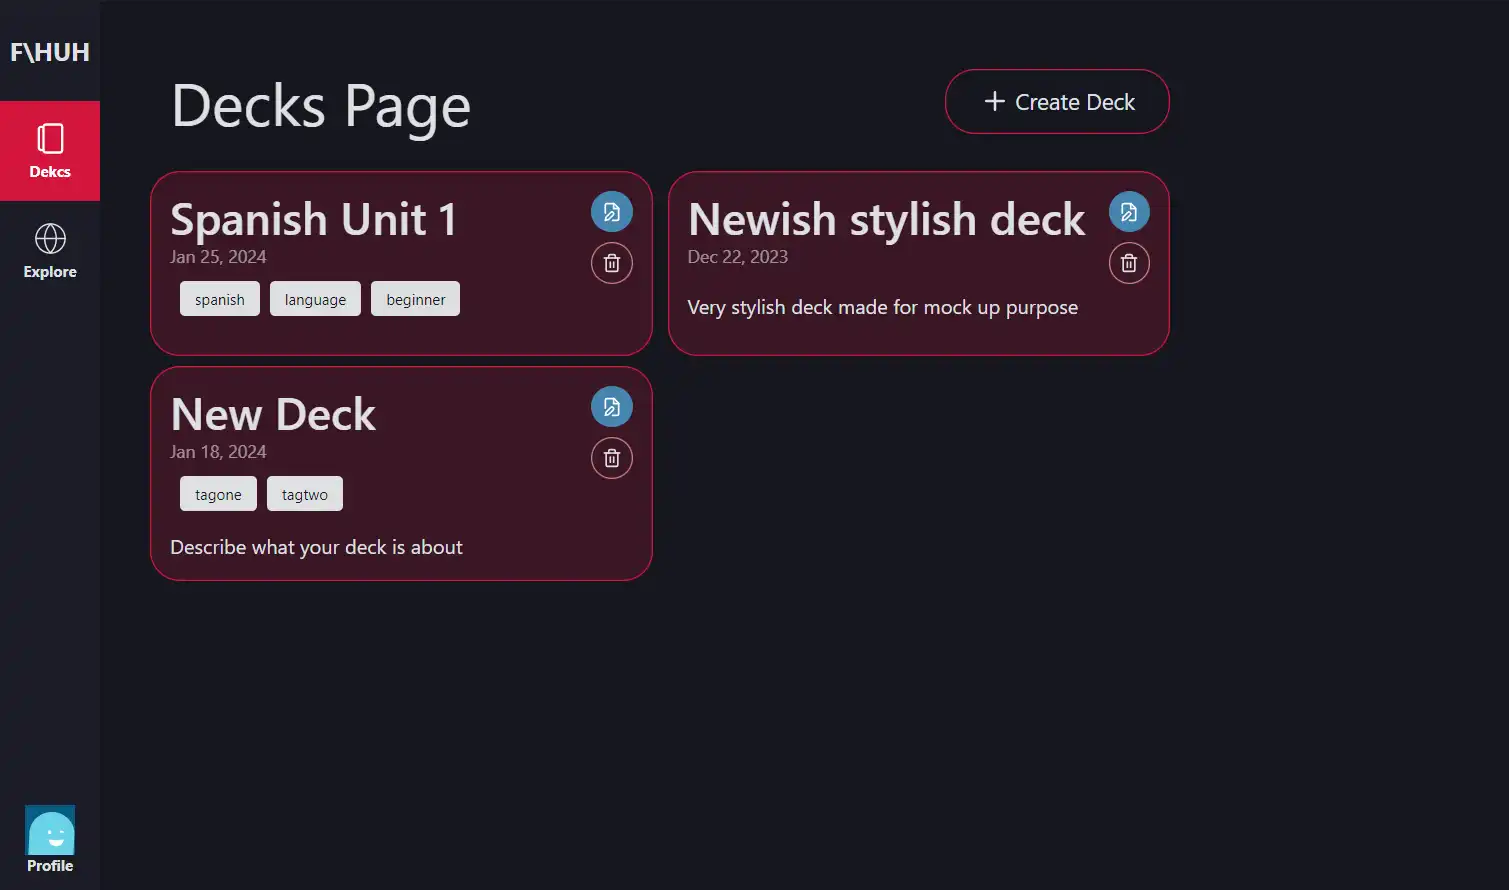 F\HUH
Dekcs
Explore
Profile
Decks Page
Create Deck
Spanish Unit 1
Jan 25, 2024
spanish language beginner
Newish stylish deck
Dec 22, 2023
Very stylish deck made for mock up purpose
New Deck
Jan 18, 2024
tagone tagtwo
Describe what your deck is about